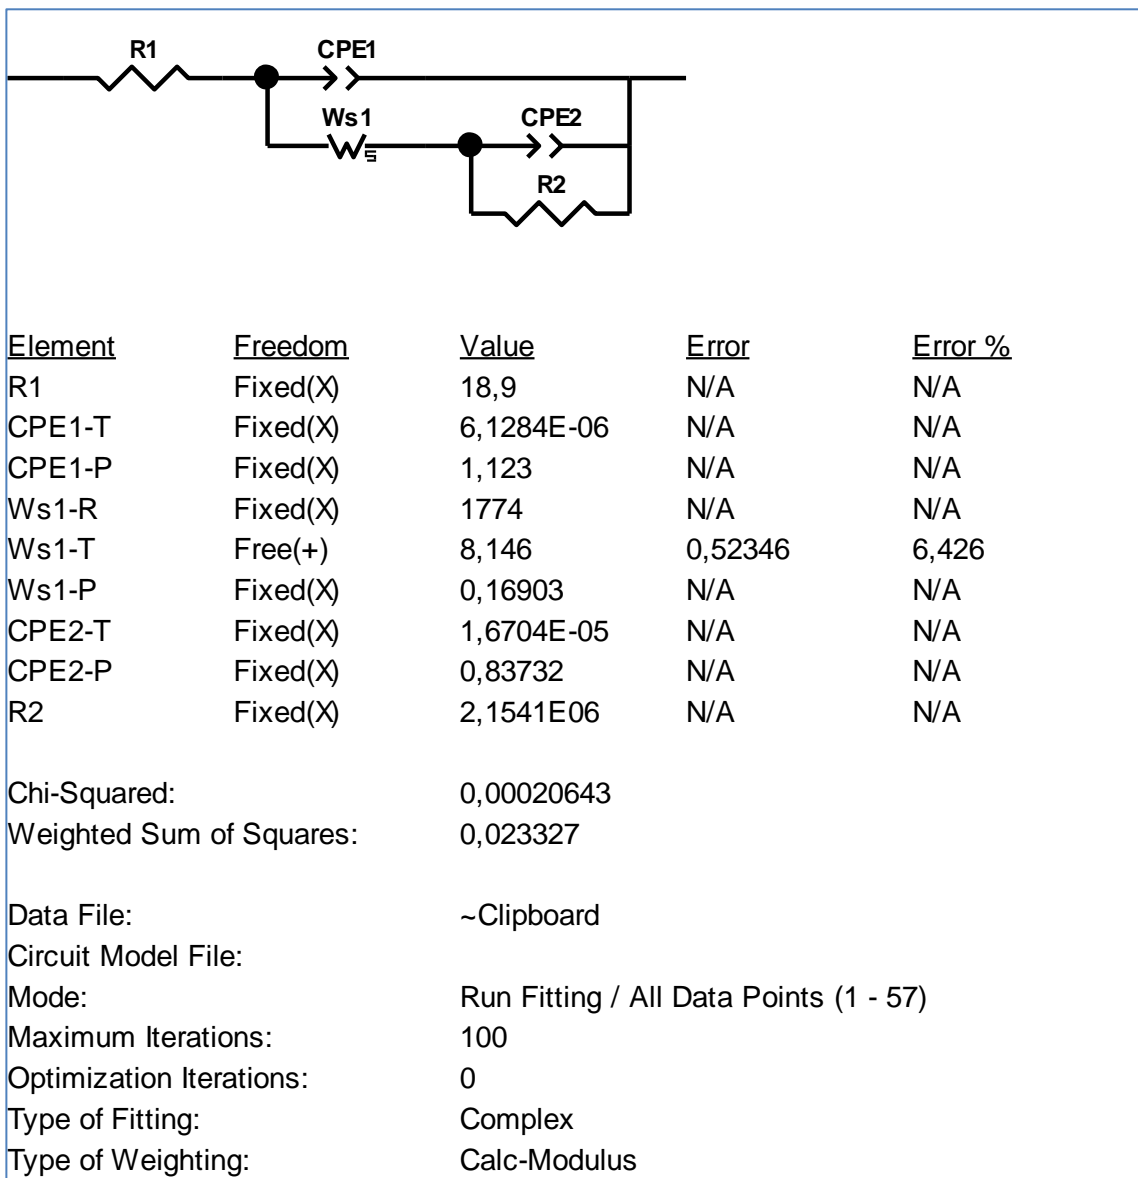 R1 CPE1
Ws1 CPE2
R2
Element Freedom Value Error Error %
R1 Fixed(X) 18,9 N/A N/A
CPE1-T Fixed(X) 6,1284E-06 N/A N/A
CPE1-P Fixed(X) 1,123 N/A N/A
Ws1-R Fixed(X) 1774 N/A N/A
Ws1-T Free(+) 8,146 0,52346 6,426
Ws1-P Fixed(X) 0,16903 N/A N/A
CPE2-T Fixed(X) 1,6704E-05 N/A N/A
CPE2-P Fixed(X) 0,83732 N/A N/A
R2 Fixed(X) 2,1541E06 N/A N/A
Chi-Squared: 0,00020643
Weighted Sum of Squares: 0,023327
Data File: ~Clipboard
Circuit Model File:
Mode: Run Fitting / All Data Points (1 - 57)
Maximum Iterations: 100
Optimization Iterations: 0
Type of Fitting: Complex
Type of Weighting: Calc-Modulus